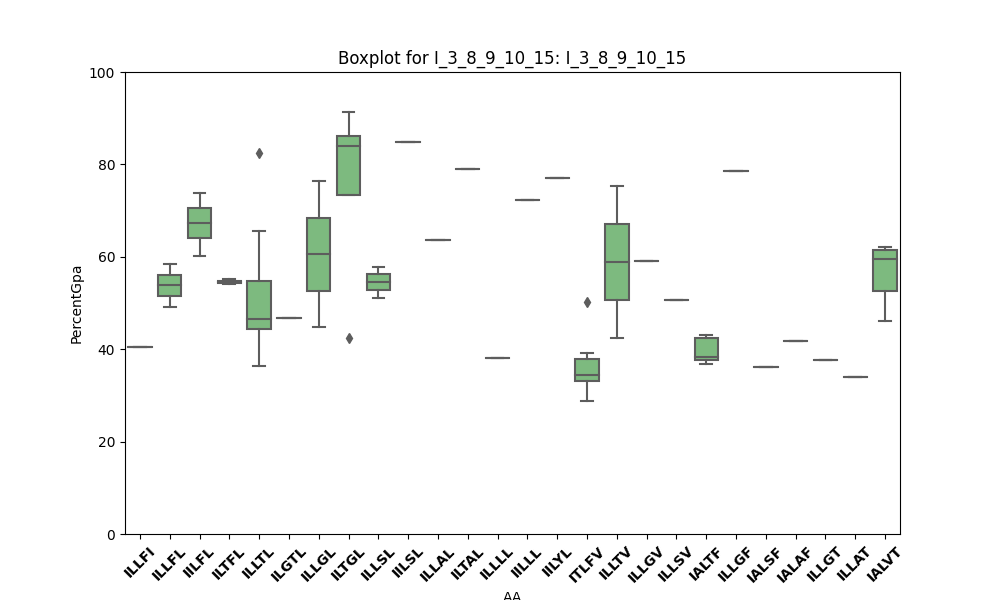 Boxplot for I_3_8_9_10_15: I_3_8_9_10_15
100
80
60
40
20
0
PercentGpa
ILLFI
ILLFL
IILFL
ILTFL
ILLTL
ILGTL
ILLGL
ILTGL
ILLSL
IILSL
ILLAL
ILTAL
ILLLL
IILLL
IILYL
ITLFV
ILLTV
ILLGV
ILLSV
IALTF
ILLGF
IALSF
IALAF
ILLGT
ILLAT
IALVT
AA